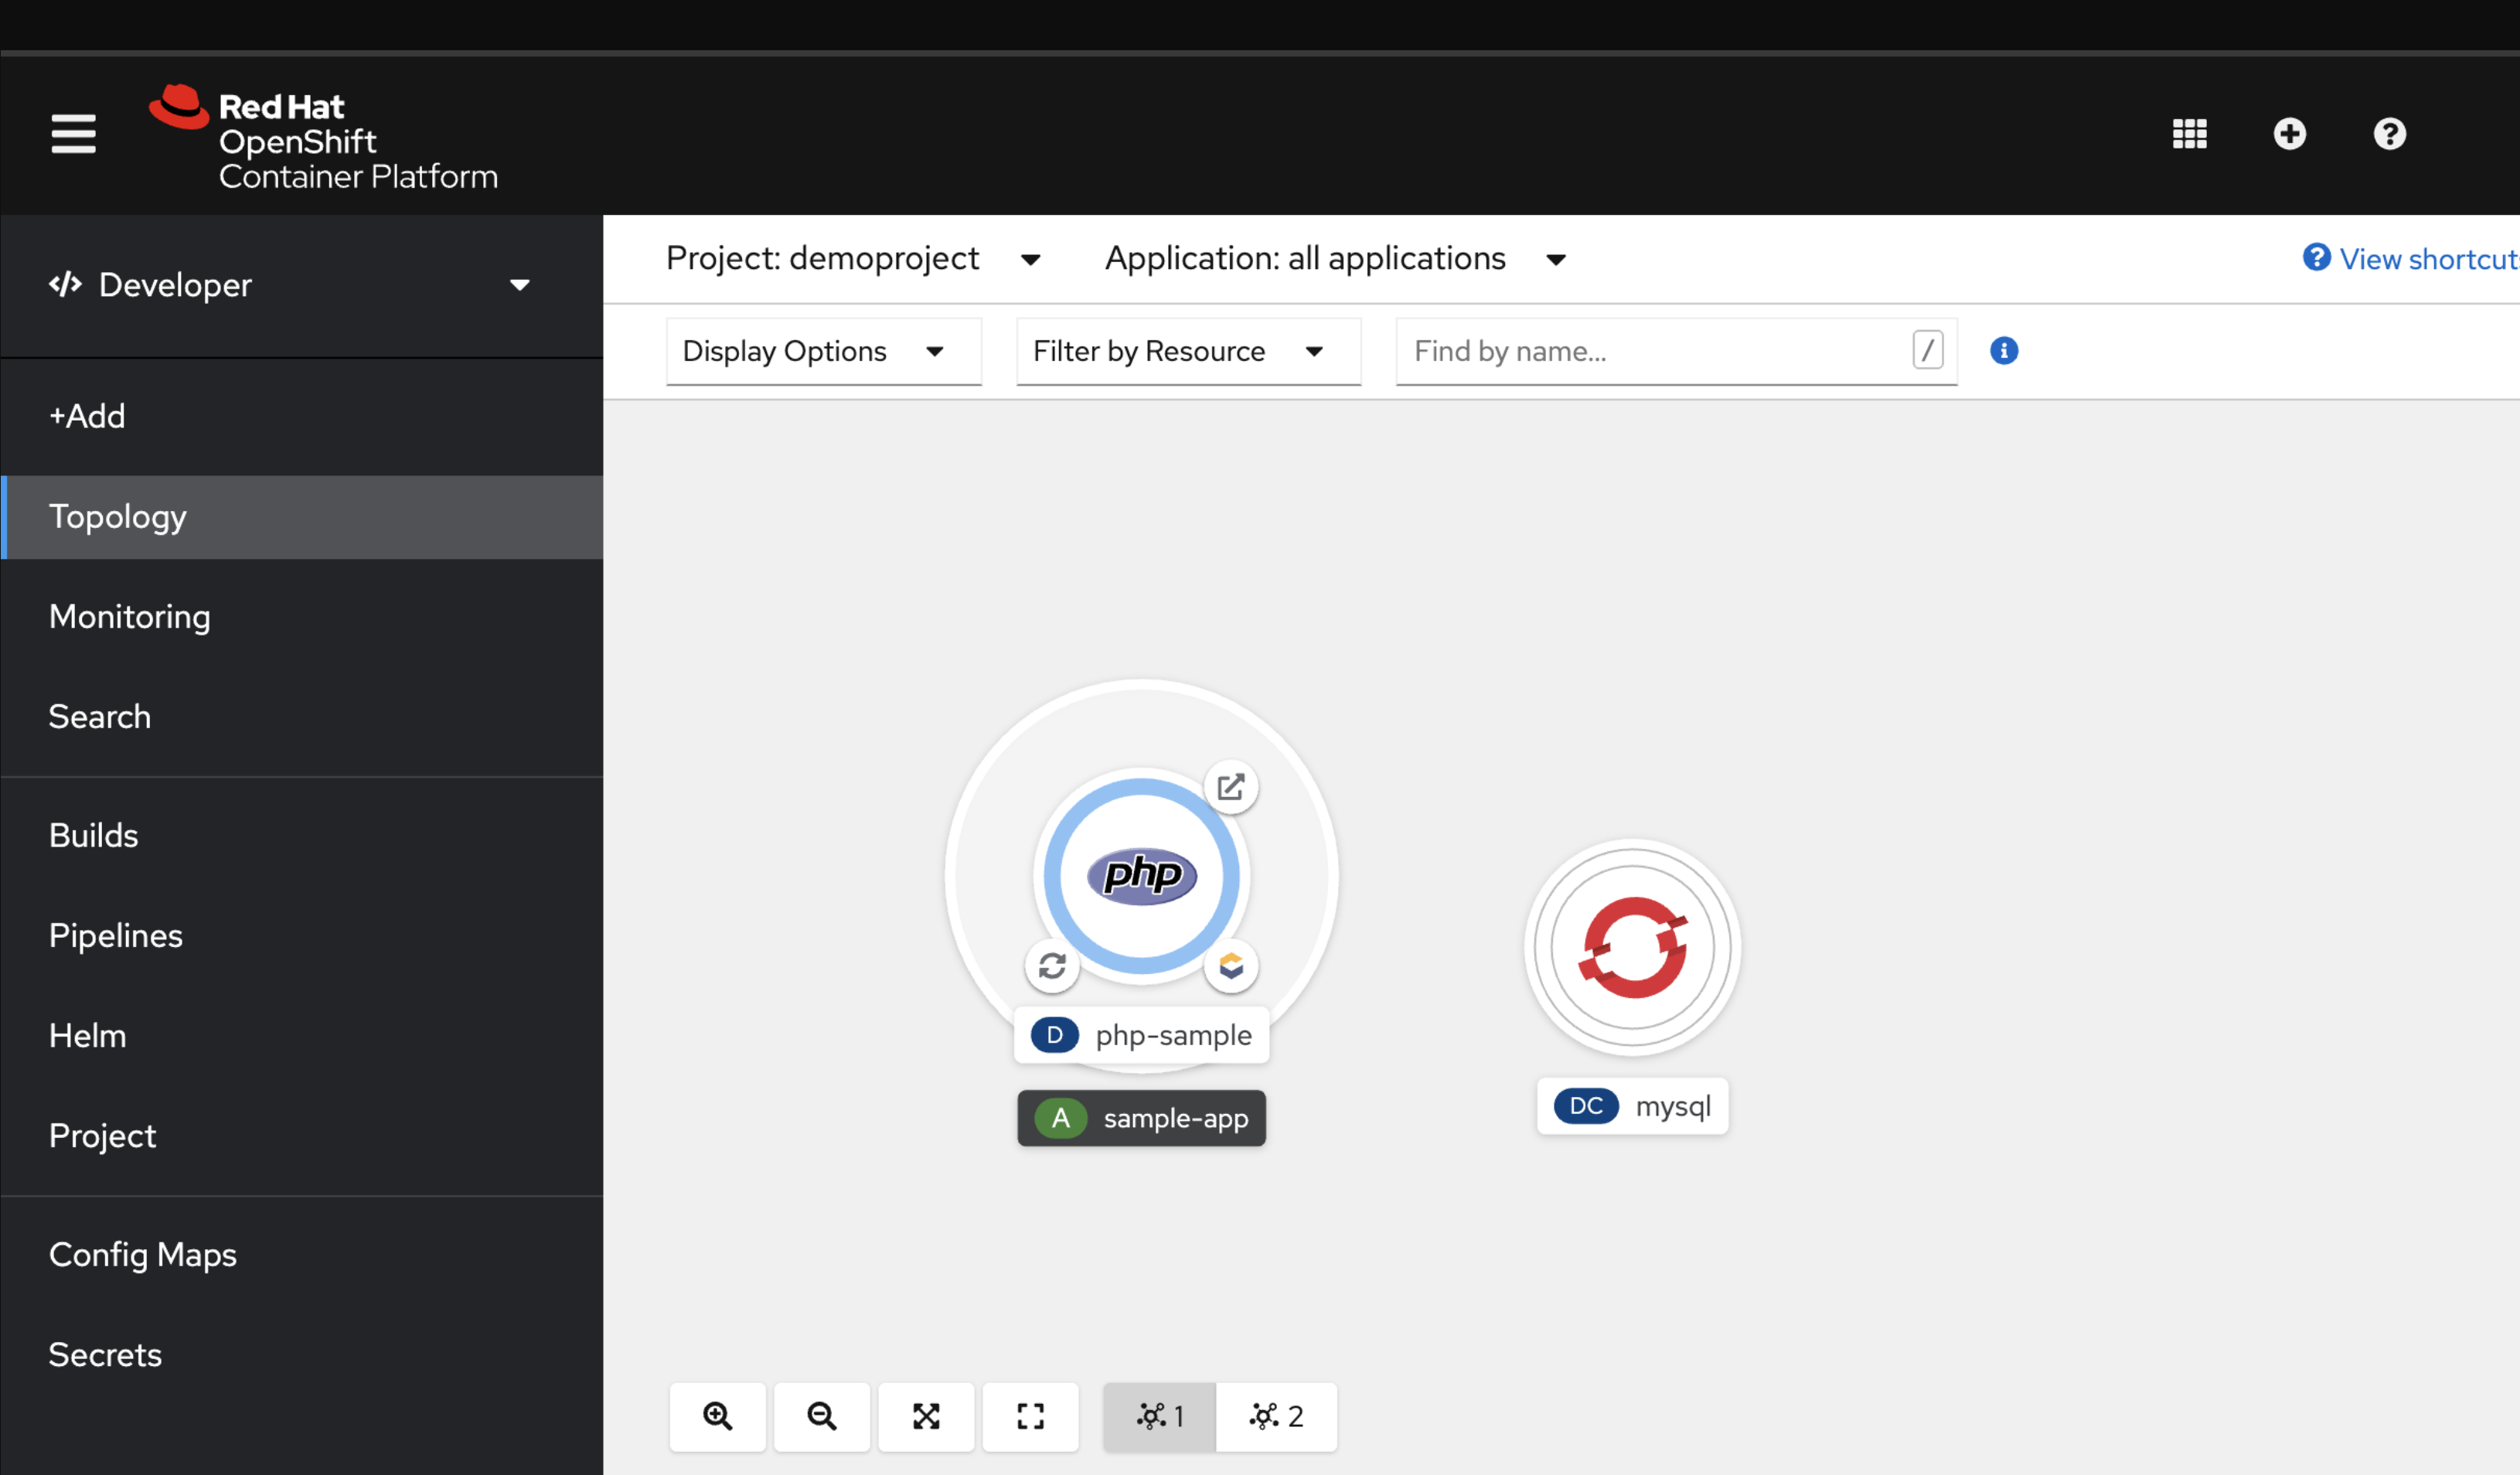 Red Hat
OpenShift
Container Platform
Developer
+Add
Topology
Monitoring
Search
Builds
Pipelines
Helm
Project
Config Maps
Secrets
Project: demoproject
Application: all applications
View shortcuts
Display Options
Filter by Resource
Find by name...
/
php
D php-sample
A sample-app
DC mysql
1
2